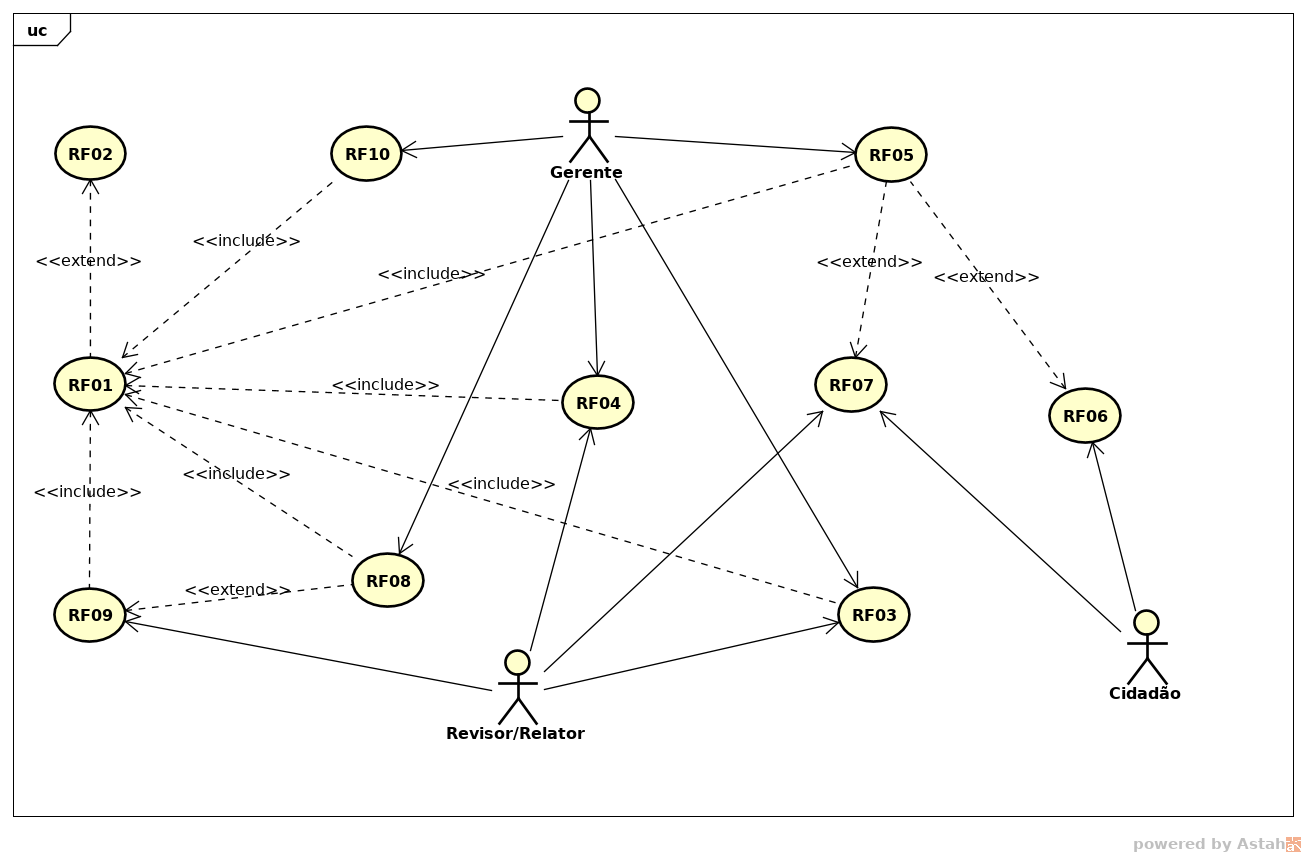 uc
RF02
RF10
Gerente
RF05
<<include>>
<<extend>>
<<extend>>
<<include>>
<<extend>>
RF01
<<include>>
RF04
RF07
RF06
<<include>>
<<include>>
<<include>>
RF08
<<extend>>
RF09
RF03
Cidadão
Revisor/Relator
powered by Astah